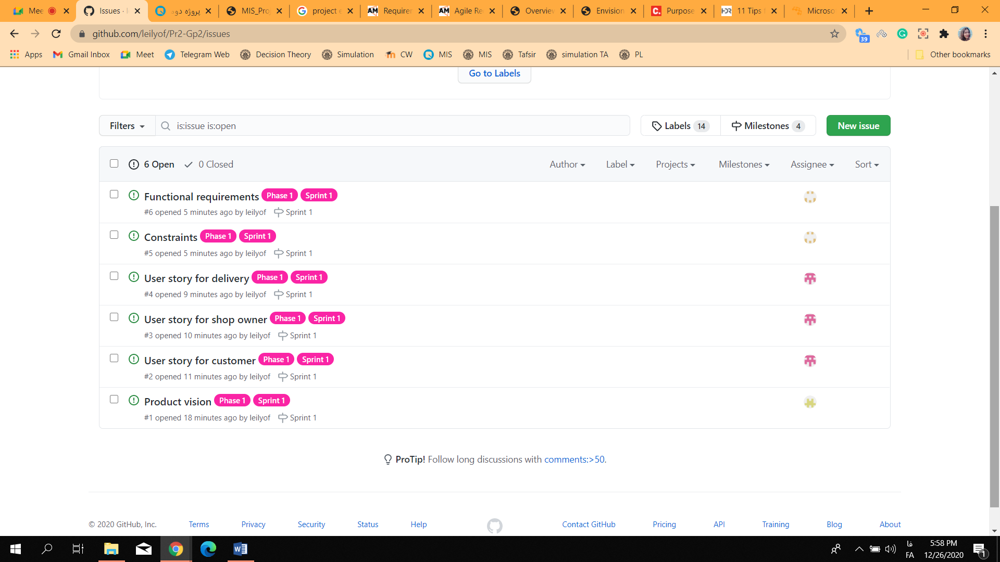 Mee
Issues · l
پروژه دوم
MIS_Proj
project e
Requirem
Agile Re
Overview
Envision
Purpose
11 Tips
Microso
github.com/leilyof/Pr2-Gp2/issues
39
Apps
Gmail Inbox
Meet
Telegram Web
Decision Theory
Simulation
CW
MIS
MIS
Tafsir
simulation TA
PL
Other bookmarks
Go to Labels
Filters
is:issue is:open
Labels 14
Milestones 4
New issue
6 Open 0 Closed
Author Label Projects Milestones Assignee Sort
Functional requirements Phase 1 Sprint 1
#6 opened 5 minutes ago by leilyof Sprint 1
Constraints Phase 1 Sprint 1
#5 opened 5 minutes ago by leilyof Sprint 1
User story for delivery Phase 1 Sprint 1
#4 opened 9 minutes ago by leilyof Sprint 1
User story for shop owner Phase 1 Sprint 1
#3 opened 10 minutes ago by leilyof Sprint 1
User story for customer Phase 1 Sprint 1
#2 opened 11 minutes ago by leilyof Sprint 1
Product vision Phase 1 Sprint 1
#1 opened 18 minutes ago by leilyof Sprint 1
ProTip! Follow long discussions with comments:>50.
© 2020 GitHub, Inc. Terms Privacy Security Status Help Contact GitHub Pricing API Training Blog About
فا
FA
5:58 PM
12/26/2020
1